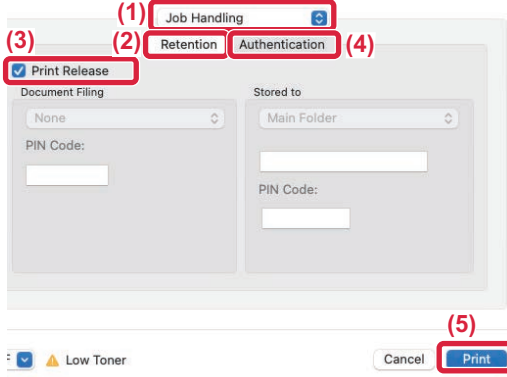 (1) Job Handling
(3) (2) Retention Authentication (4)
Print Release
Document Filing Stored to
None Main Folder
PIN Code:
PIN Code:
(5)
F Low Toner Cancel Print